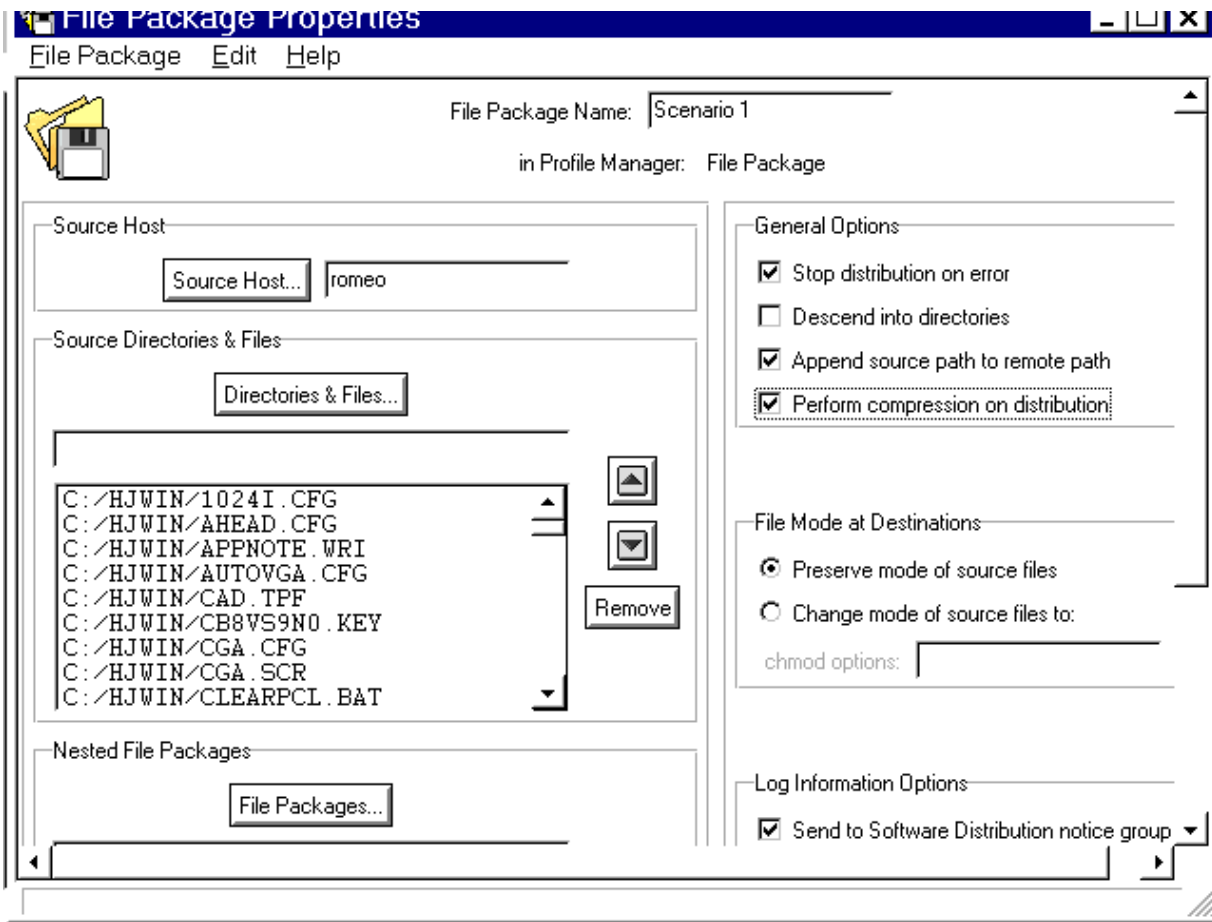 File Package Properties
File Package Edit Help
File Package Name: Scenario 1
in Profile Manager: File Package
Source Host
Source Host... romeo
Source Directories & Files
Directories & Files...
C:/HJWIN/1024I.CFG
C:/HJWIN/AHEAD.CFG
C:/HJWIN/APPNOTE.WRI
C:/HJWIN/AUTOVGA.CFG
C:/HJWIN/CAD.TPF
C:/HJWIN/CB8VS9N0.KEY
C:/HJWIN/CGA.CFG
C:/HJWIN/CGA.SCR
C:/HJWIN/CLEARPCL.BAT
Remove
Nested File Packages
File Packages...
General Options
Stop distribution on error
Descend into directories
Append source path to remote path
Perform compression on distribution
File Mode at Destinations
Preserve mode of source files
Change mode of source files to:
chmod options:
Log Information Options
Send to Software Distribution notice group